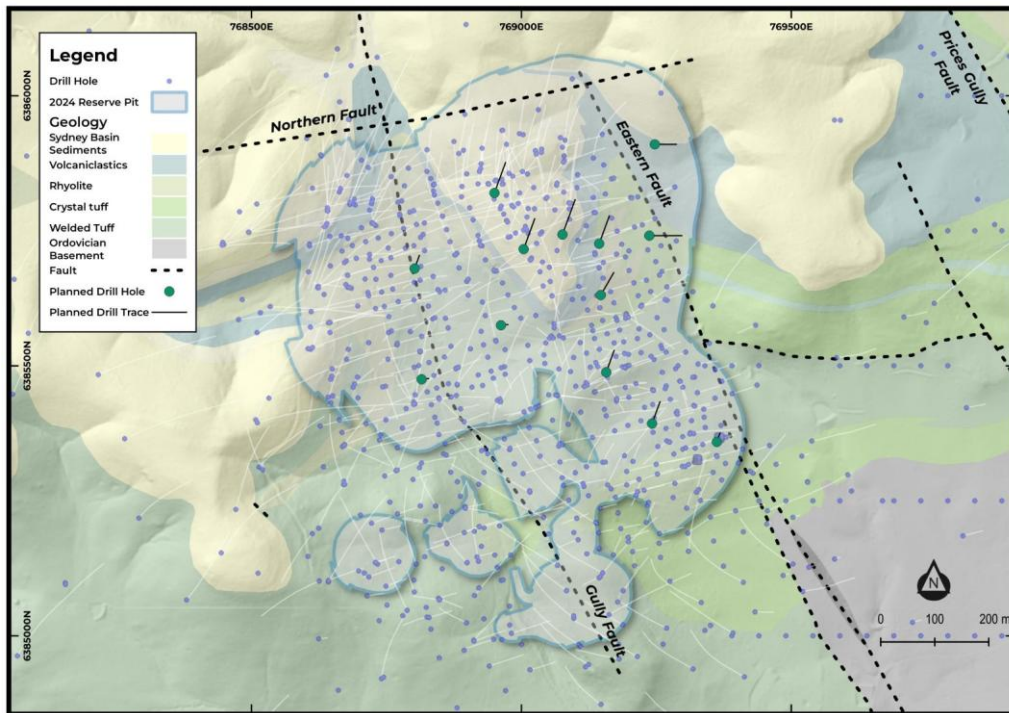 768500E
769000E
769500E
Legend
Drill Hole
2024 Reserve Pit
Geology
Sydney Basin
Sediments
Volcaniclastics
Rhyolite
Crystal tuff
Welded Tuff
Ordovician
Basement
Fault
Planned Drill Hole
Planned Drill Trace
6386000N
6385500N
6385000N
Northern Fault
Eastern Fault
Prices Gully
Fault
Gully Fault
N
0 100 200 m